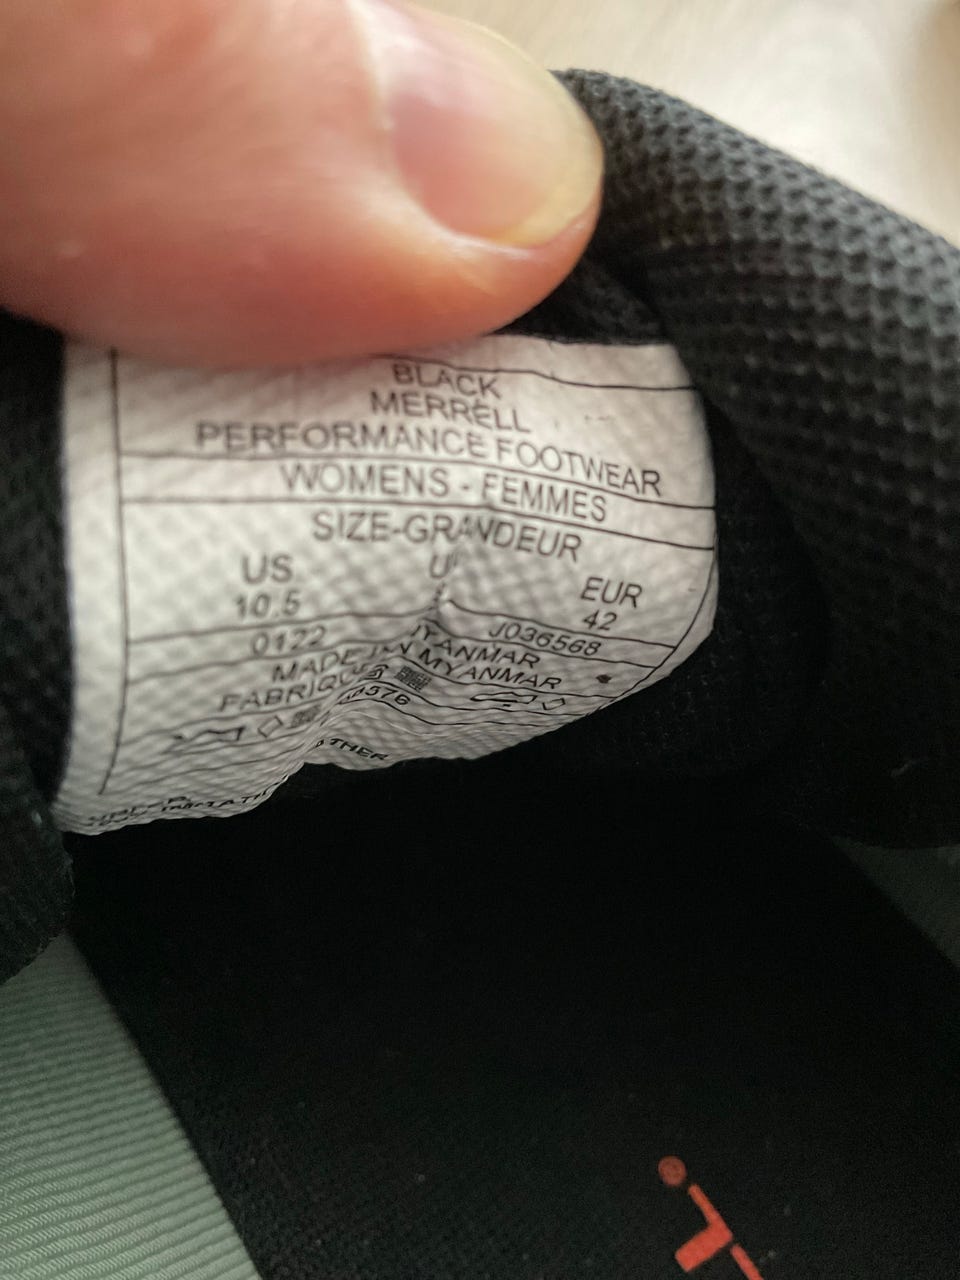 BLACK
MERRELL
PERFORMANCE FOOTWEAR
WOMENS - FEMMES
SIZE-GRANDEUR
US EUR
10.5 42
0122 J036568
MADE IN MYANMAR
MYANMAR